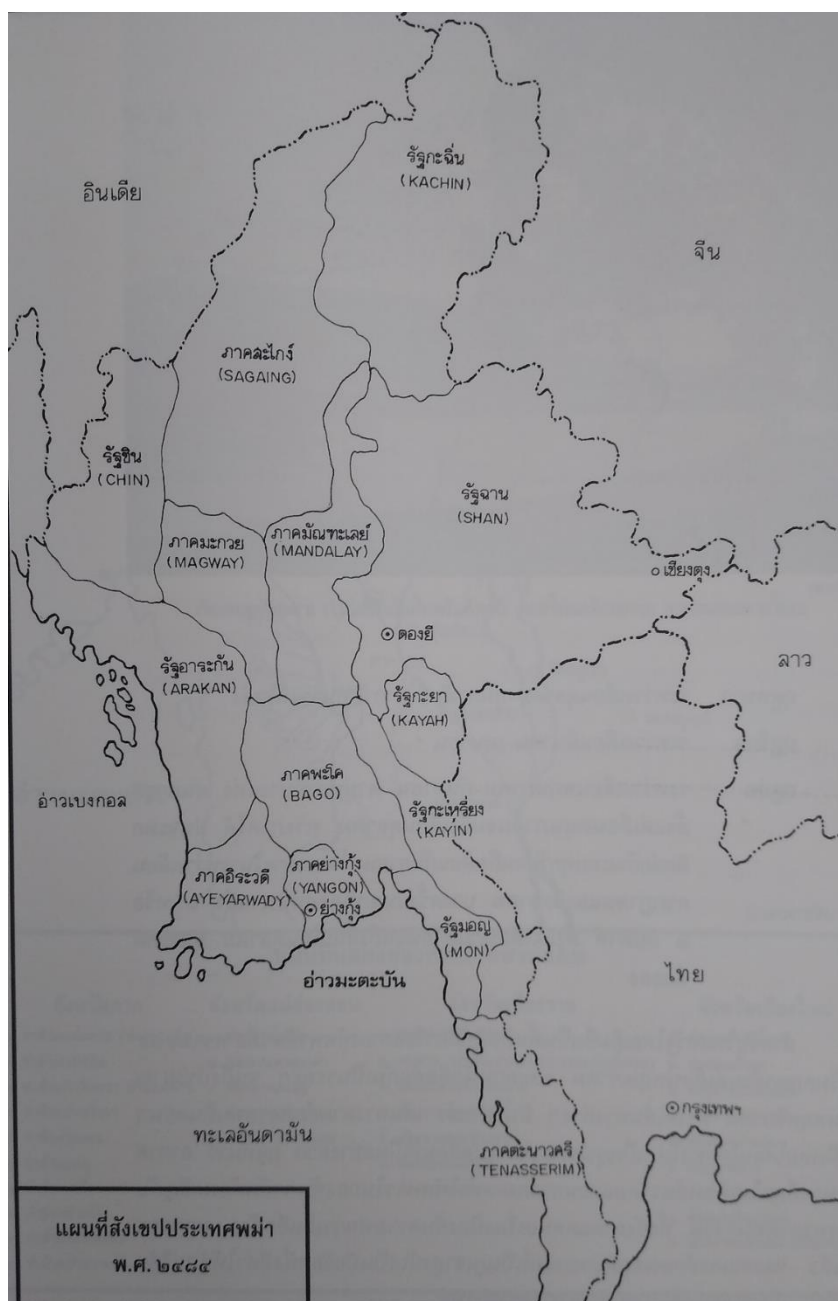 รัฐกะฉิ่น
(KACHIN)
อินเดีย
จีน
ภาคสะไกง์
(SAGAING)
รัฐชิน
(CHIN)
รัฐฉาน
(SHAN)
ภาคมะกวย
(MAGWAY)
ภาคมัณฑะเลย์
(MANDALAY)
เชียงตุง
ตองยี
ลาว
รัฐอาระกัน
(ARAKAN)
รัฐกะยา
(KAYAH)
อ่าวเบงกอล
ภาคพะโค
(BAGO)
รัฐกะเหรี่ยง
(KAYIN)
ภาคอิระวดี
(AYEYARWADY)
ภาคย่างกุ้ง
(YANGON)
ย่างกุ้ง
รัฐมอญ
(MON)
อ่าวมะตะบัน
ไทย
กรุงเทพฯ
ทะเลอันดามัน
ภาคตะนาวศรี
(TENASSERIM)
แผนที่สังเขปประเทศพม่า
พ.ศ. ๒๔๘๔